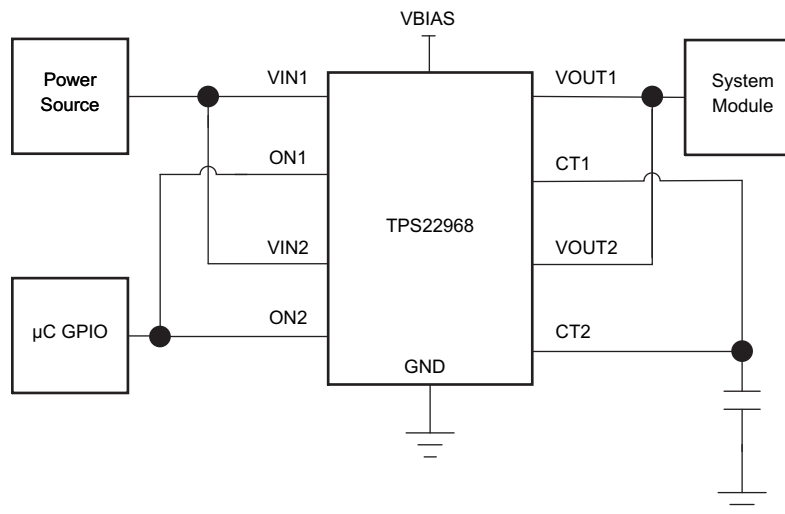 VBIAS
Power
Source
VIN1
VOUT1
System
Module
ON1
CT1
TPS22968
VIN2
VOUT2
µC GPIO
ON2
CT2
GND